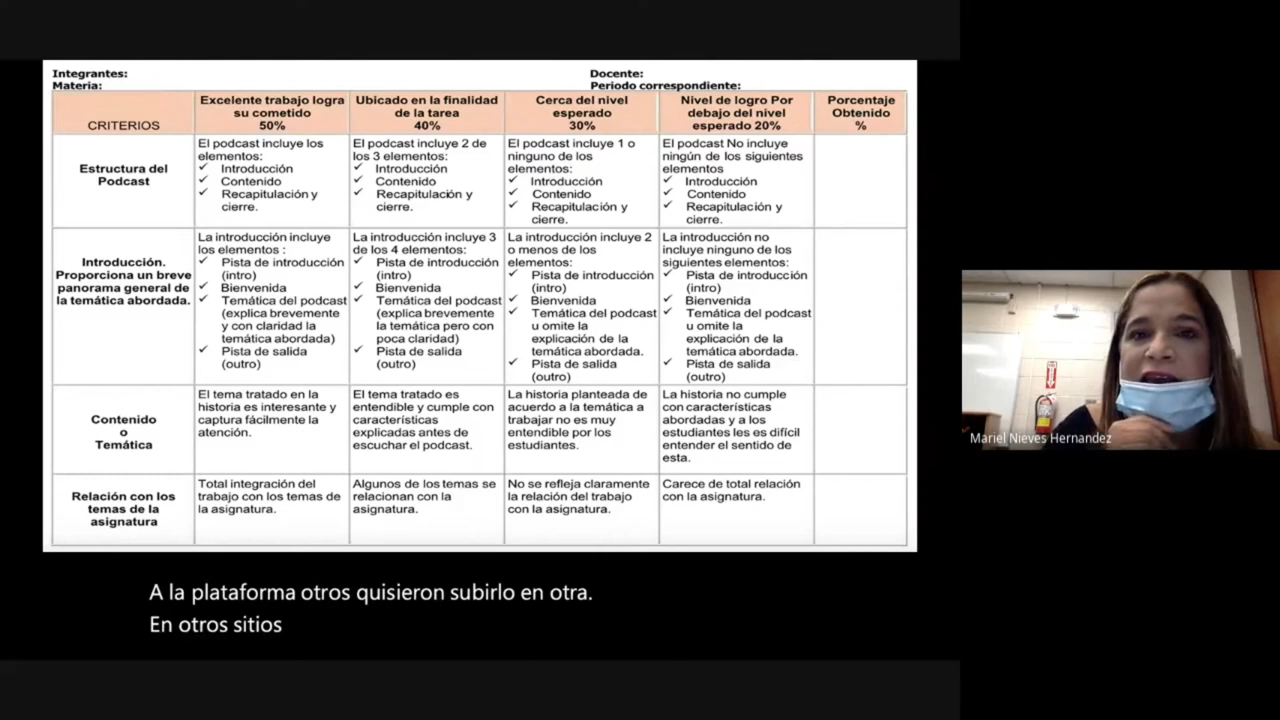 Integrantes:
Docente:
Materia:
Periodo correspondiente:
CRITERIOS
Excelente trabajo logra
su cometido
50%
Ubicado en la finalidad
de la tarea
40%
Cerca del nivel
esperado
30%
Nivel de logro Por
debajo del nivel
esperado 20%
Porcentaje
Obtenido
%
Estructura del
Podcast
El podcast incluye los
elementos:
✓ Introducción
✓ Contenido
✓ Recapitulación y
cierre.
El podcast incluye 2 de
los 3 elementos:
✓ Introducción
✓ Contenido
✓ Recapitulación y
cierre.
El podcast incluye 1 o
ninguno de los
elementos:
✓ Introducción
✓ Contenido
✓ Recapitulación y
cierre.
El podcast No incluye
ningún de los siguientes
elementos
✓ Introducción
✓ Contenido
✓ Recapitulación y
cierre.
Introducción.
Proporciona un breve
panorama general de
la temática abordada.
La introducción incluye
los elementos :
✓ Pista de introducción
(intro)
✓ Bienvenida
✓ Temática del podcast
(explica brevemente
y con claridad la
temática abordada)
✓ Pista de salida
(outro)
La introducción incluye 3
de los 4 elementos:
✓ Pista de introducción
(intro)
✓ Bienvenida
✓ Temática del podcast
(explica brevemente
la temática pero con
poca claridad)
✓ Pista de salida
(outro)
La introducción incluye 2
o menos de los
elementos:
✓ Pista de introducción
(intro)
✓ Bienvenida
✓ Temática del podcast
u omite la
explicación de la
temática abordada.
✓ Pista de salida
(outro)
La introducción no
incluye ninguno de los
siguientes elementos:
✓ Pista de introducción
(intro)
✓ Bienvenida
✓ Temática del podcast
u omite la
explicación de la
temática abordada.
✓ Pista de salida
(outro)
Contenido
o
Temática
El tema tratado en la
historia es interesante y
captura fácilmente la
atención.
El tema tratado es
entendible y cumple con
características
explicadas antes de
escuchar el podcast.
La historia planteada de
acuerdo a la temática a
trabajar no es muy
entendible por los
estudiantes.
La historia no cumple
con características
abordadas y a los
estudiantes les es difícil
entender el sentido de
esta.
Relación con los
temas de la
asignatura
Total integración del
trabajo con los temas de
la asignatura.
Algunos de los temas se
relacionan con la
asignatura.
No se refleja claramente
la relación del trabajo
con la asignatura.
Carece de total relación
con la asignatura.
Mariel Nieves Hernandez
A la plataforma otros quisieron subirlo en otra.
En otros sitios